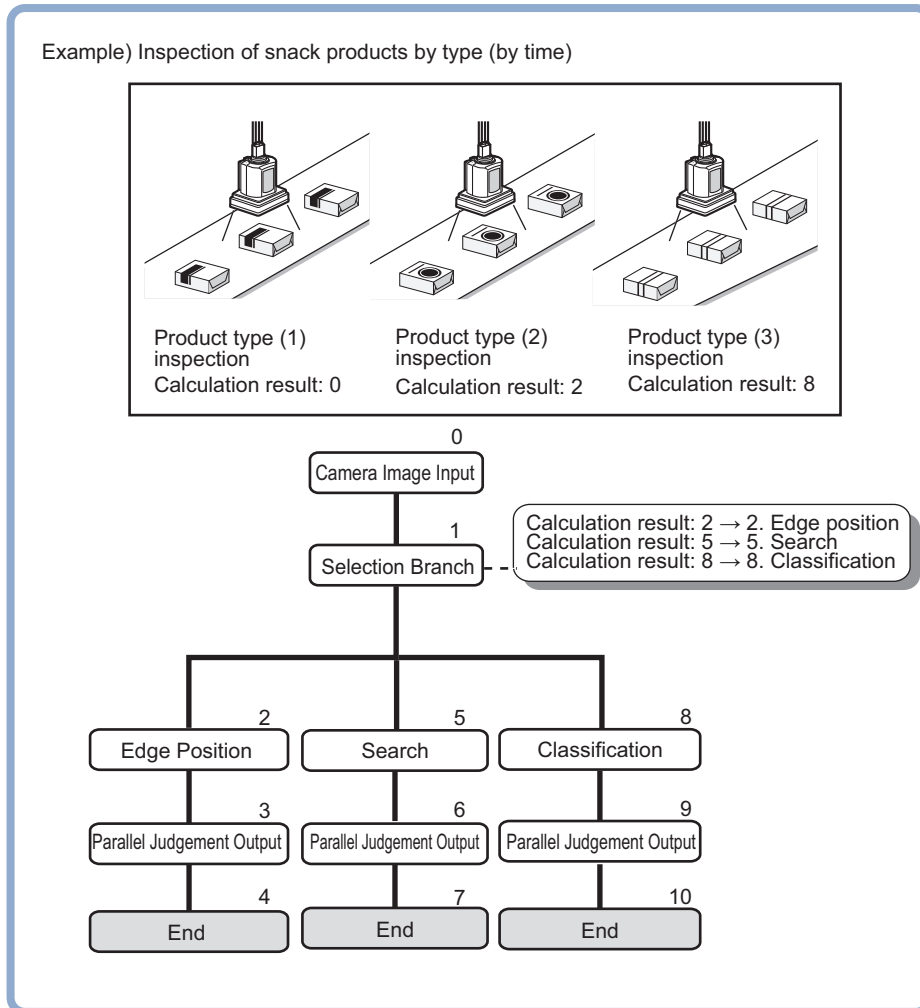 Example) Inspection of snack products by type (by time)
Product type (1)
inspection
Calculation result: 0
Product type (2)
inspection
Calculation result: 2
Product type (3)
inspection
Calculation result: 8
0
Camera Image Input
1
Selection Branch
Calculation result: 2 → 2. Edge position
Calculation result: 5 → 5. Search
Calculation result: 8 → 8. Classification
2
Edge Position
5
Search
8
Classification
3
Parallel Judgement Output
6
Parallel Judgement Output
9
Parallel Judgement Output
4
End
7
End
10
End